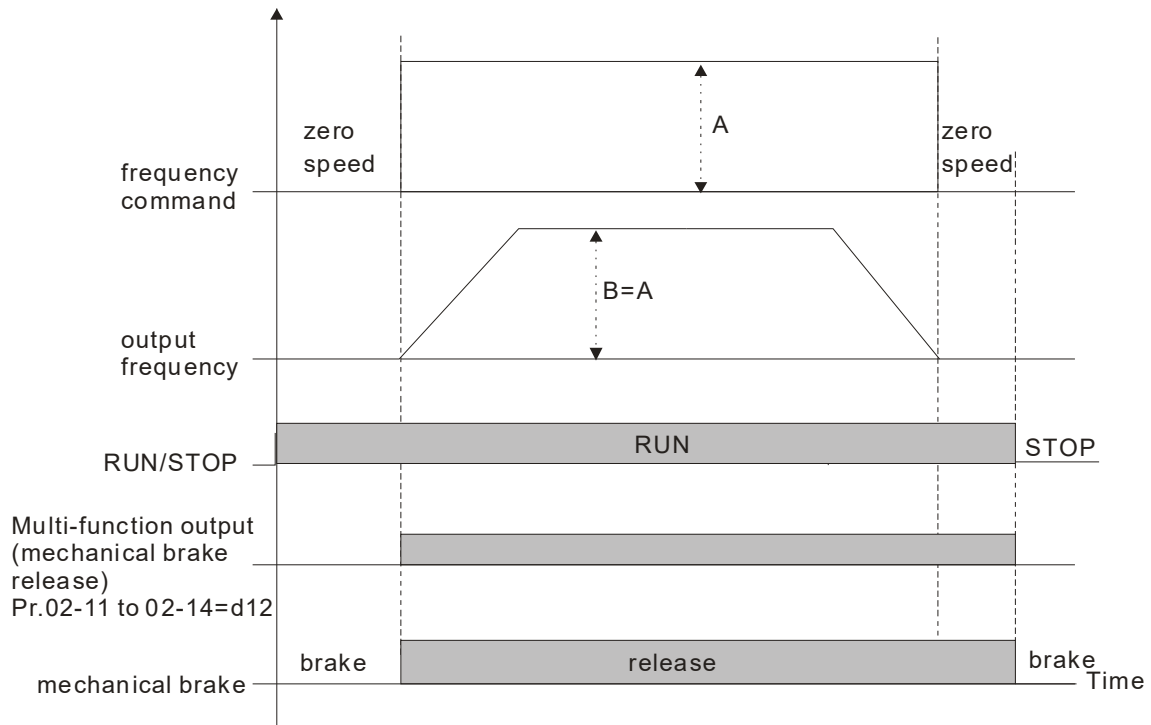 zero
speed
A
zero
speed
frequency
command
B=A
output
frequency
RUN
RUN/STOP
STOP
Multi-function output
(mechanical brake
release)
Pr.02-11 to 02-14=d12
brake
release
brake
mechanical brake
Time